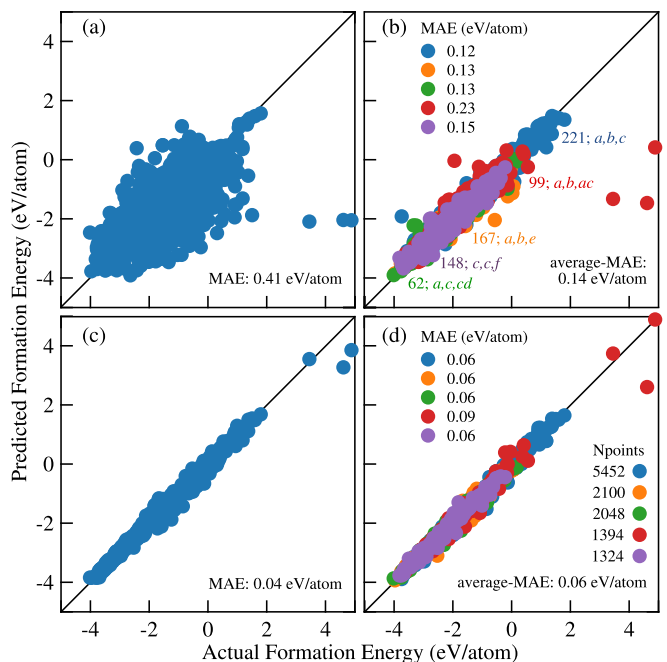 (a)
4
2
0
-2
-4
MAE: 0.41 eV/atom
(b)
MAE (eV/atom)
0.12
0.13
0.13
0.23
0.15
221; a,b,c
99; a,b,ac
167; a,b,e
148; c,c,f
62; a,c,cd
average-MAE:
0.14 eV/atom
Predicted Formation Energy (eV/atom)
(c)
4
2
0
-2
-4
MAE: 0.04 eV/atom
(d)
MAE (eV/atom)
0.06
0.06
0.06
0.09
0.06
Npoints
5452
2100
2048
1394
1324
average-MAE: 0.06 eV/atom
-4 -2 0 2 4
-4 -2 0 2 4
Actual Formation Energy (eV/atom)